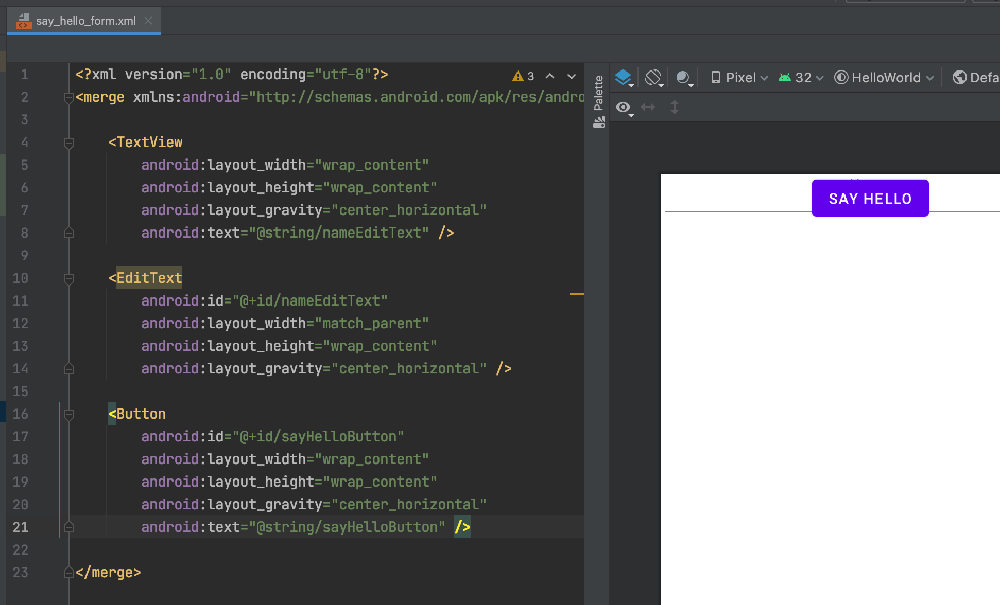 say_hello_form.xml
1 <?xml version="1.0" encoding="utf-8"?>
3
2 <merge xmlns:android="http://schemas.android.com/apk/res/andro
3
4 <TextView
5 android:layout_width="wrap_content"
6 android:layout_height="wrap_content"
7 android:layout_gravity="center_horizontal"
8 android:text="@string/nameEditText" />
9
10 <EditText
11 android:id="@+id/nameEditText"
12 android:layout_width="match_parent"
13 android:layout_height="wrap_content"
14 android:layout_gravity="center_horizontal" />
15
16 <Button
17 android:id="@+id/sayHelloButton"
18 android:layout_width="wrap_content"
19 android:layout_height="wrap_content"
20 android:layout_gravity="center_horizontal"
21 android:text="@string/sayHelloButton" />
22
23 </merge>
Palette
Pixel 32 HelloWorld Defa
SAY HELLO